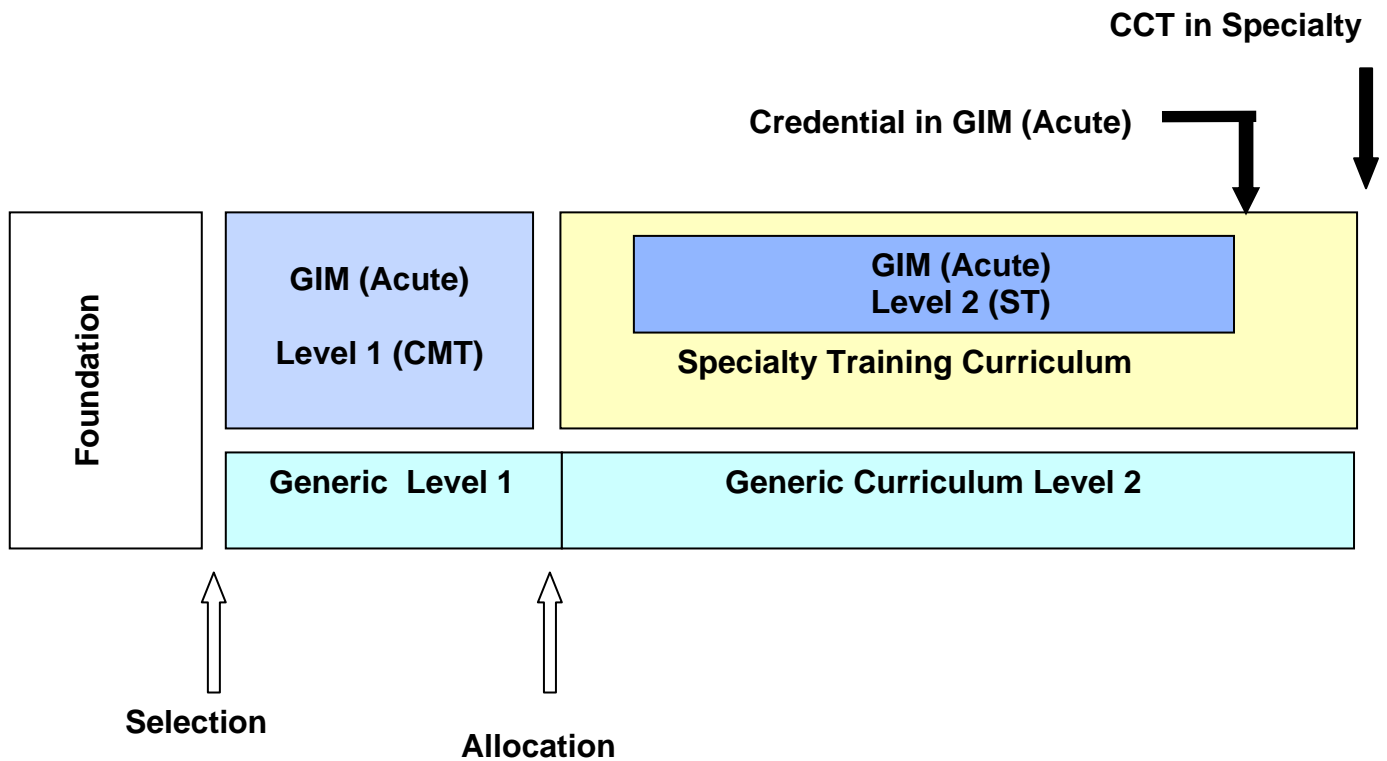 CCT in Specialty
Credential in GIM (Acute)
Foundation
GIM (Acute)
Level 1 (CMT)
GIM (Acute)
Level 2 (ST)
Specialty Training Curriculum
Generic Level 1
Generic Curriculum Level 2
Selection
Allocation